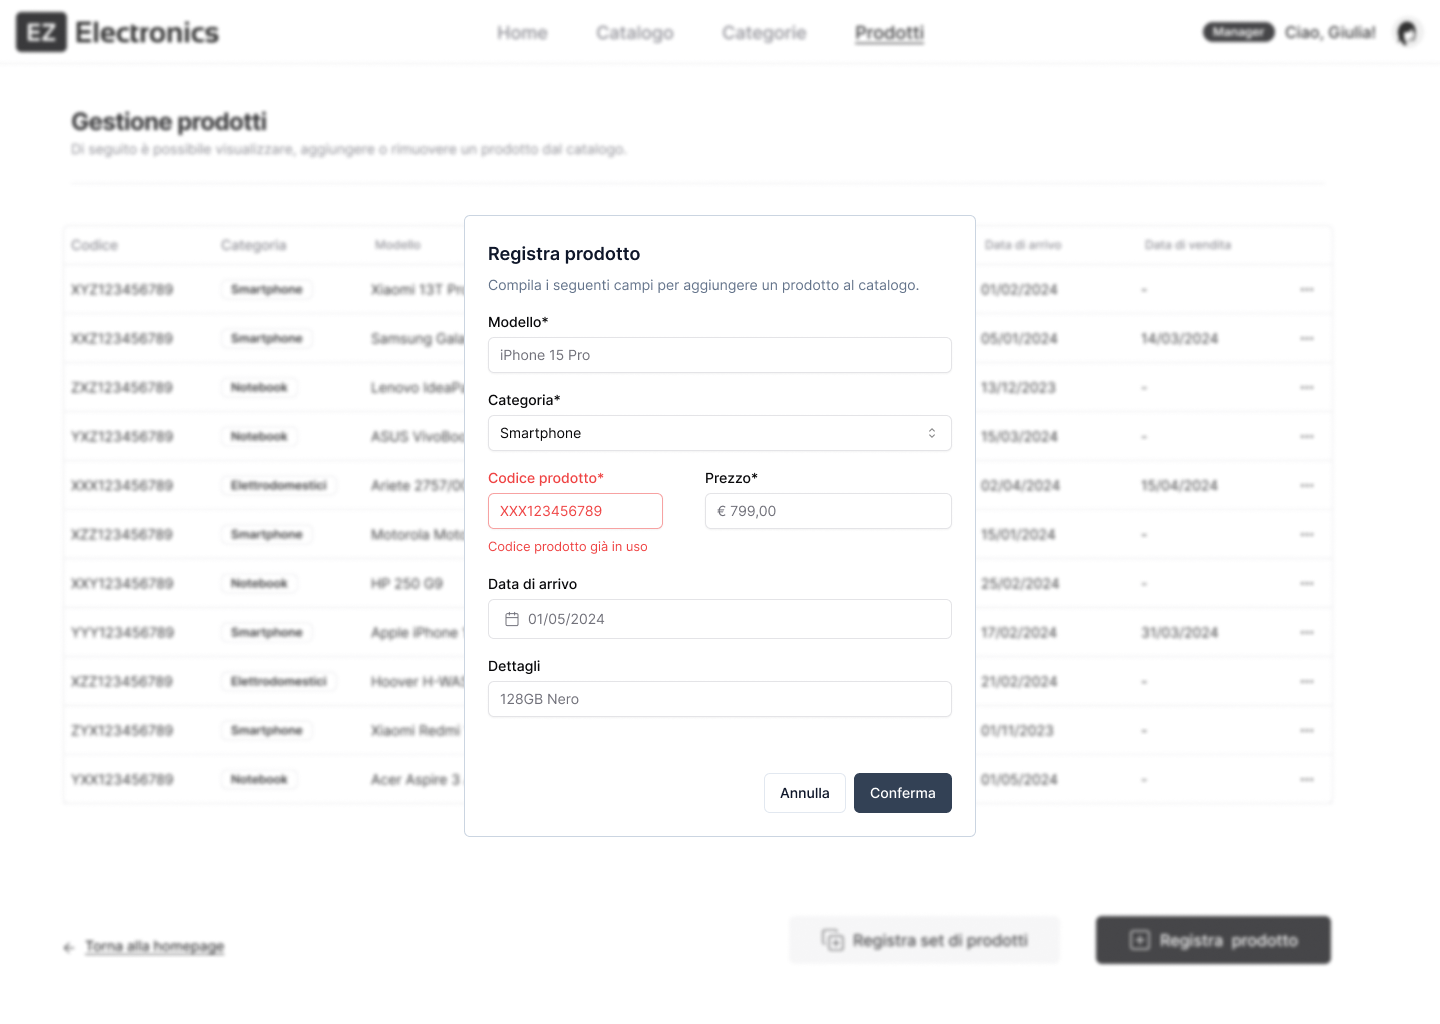 EZ Electronics
Home Catalogo Categorie Prodotti
Manager Ciao, Giulia!
Gestione prodotti
Di seguito è possibile visualizzare, aggiungere o rimuovere un prodotto dal catalogo.
Codice Categoria Modello Data di arrivo Data di vendita
XYZ123456789 Smartphone Xiaomi 13T Pro 01/02/2024 -
XXZ123456789 Smartphone Samsung Gala 05/01/2024 14/03/2024
ZXZ123456789 Notebook Lenovo IdeaPa 13/12/2023 -
YXZ123456789 Notebook ASUS VivoBoo 15/03/2024 -
XXX123456789 Elettrodomestici Ariete 2757/00 02/04/2024 15/04/2024
XZZ123456789 Smartphone Motorola Moto 15/01/2024 -
XXY123456789 Notebook HP 250 G9 25/02/2024 -
YYY123456789 Smartphone Apple iPhone 17/02/2024 31/03/2024
XZZ123456789 Elettrodomestici Hoover H-WAS 21/02/2024 -
ZYX123456789 Smartphone Xiaomi Redmi 01/11/2023 -
YXX123456789 Notebook Acer Aspire 3 01/05/2024 -
Registra prodotto
Compila i seguenti campi per aggiungere un prodotto al catalogo.
Modello*
iPhone 15 Pro
Categoria*
Smartphone
Codice prodotto* Prezzo*
XXX123456789 € 799,00
Codice prodotto già in uso
Data di arrivo
01/05/2024
Dettagli
128GB Nero
Annulla Conferma
Torna alla homepage
Registra set di prodotti
Registra prodotto